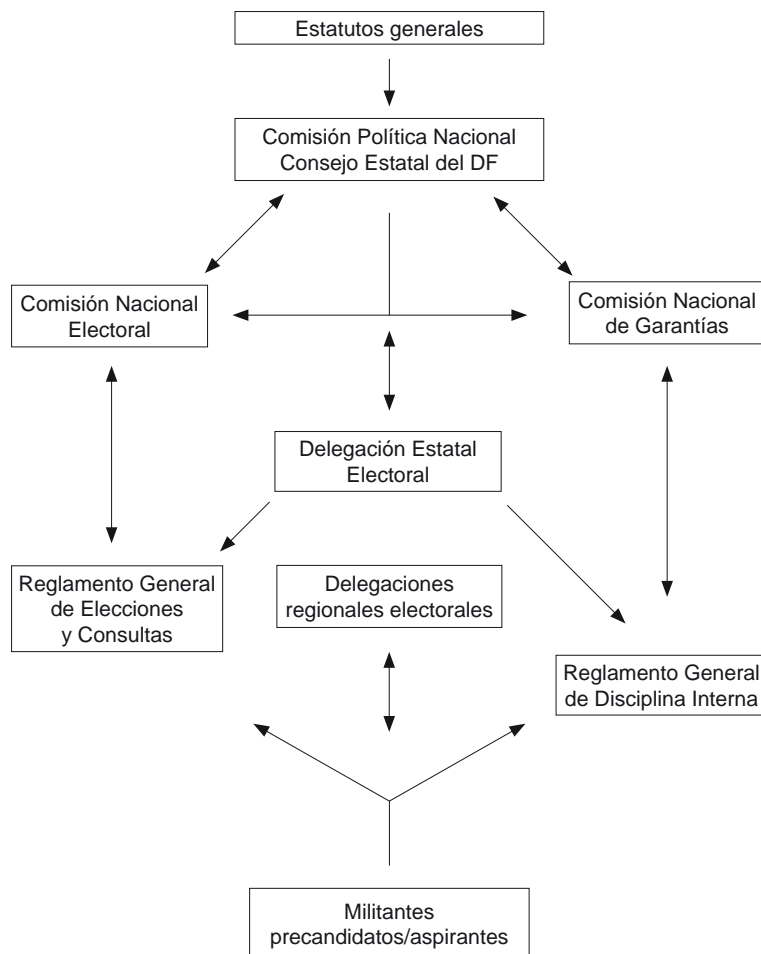 Estatutos generales
Comisión Política Nacional
Consejo Estatal del DF
Comisión Nacional
Electoral
Comisión Nacional
de Garantías
Delegación Estatal
Electoral
Reglamento General
de Elecciones
y Consultas
Delegaciones
regionales electorales
Reglamento General
de Disciplina Interna
Militantes
precandidatos/aspirantes